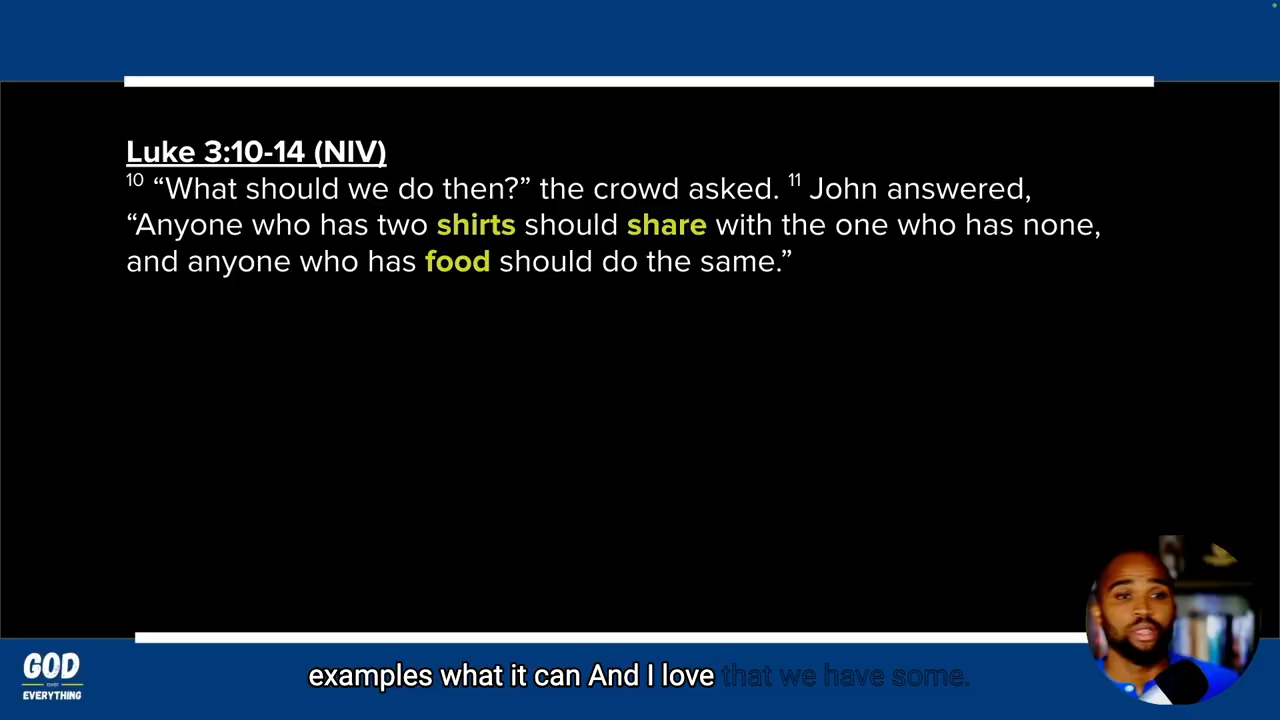 Luke 3:10-14 (NIV)
10 “What should we do then?” the crowd asked. 11 John answered,
“Anyone who has two shirts should share with the one who has none,
and anyone who has food should do the same.”
GOD
OVER
EVERYTHING
examples what it can And I love that we have some.